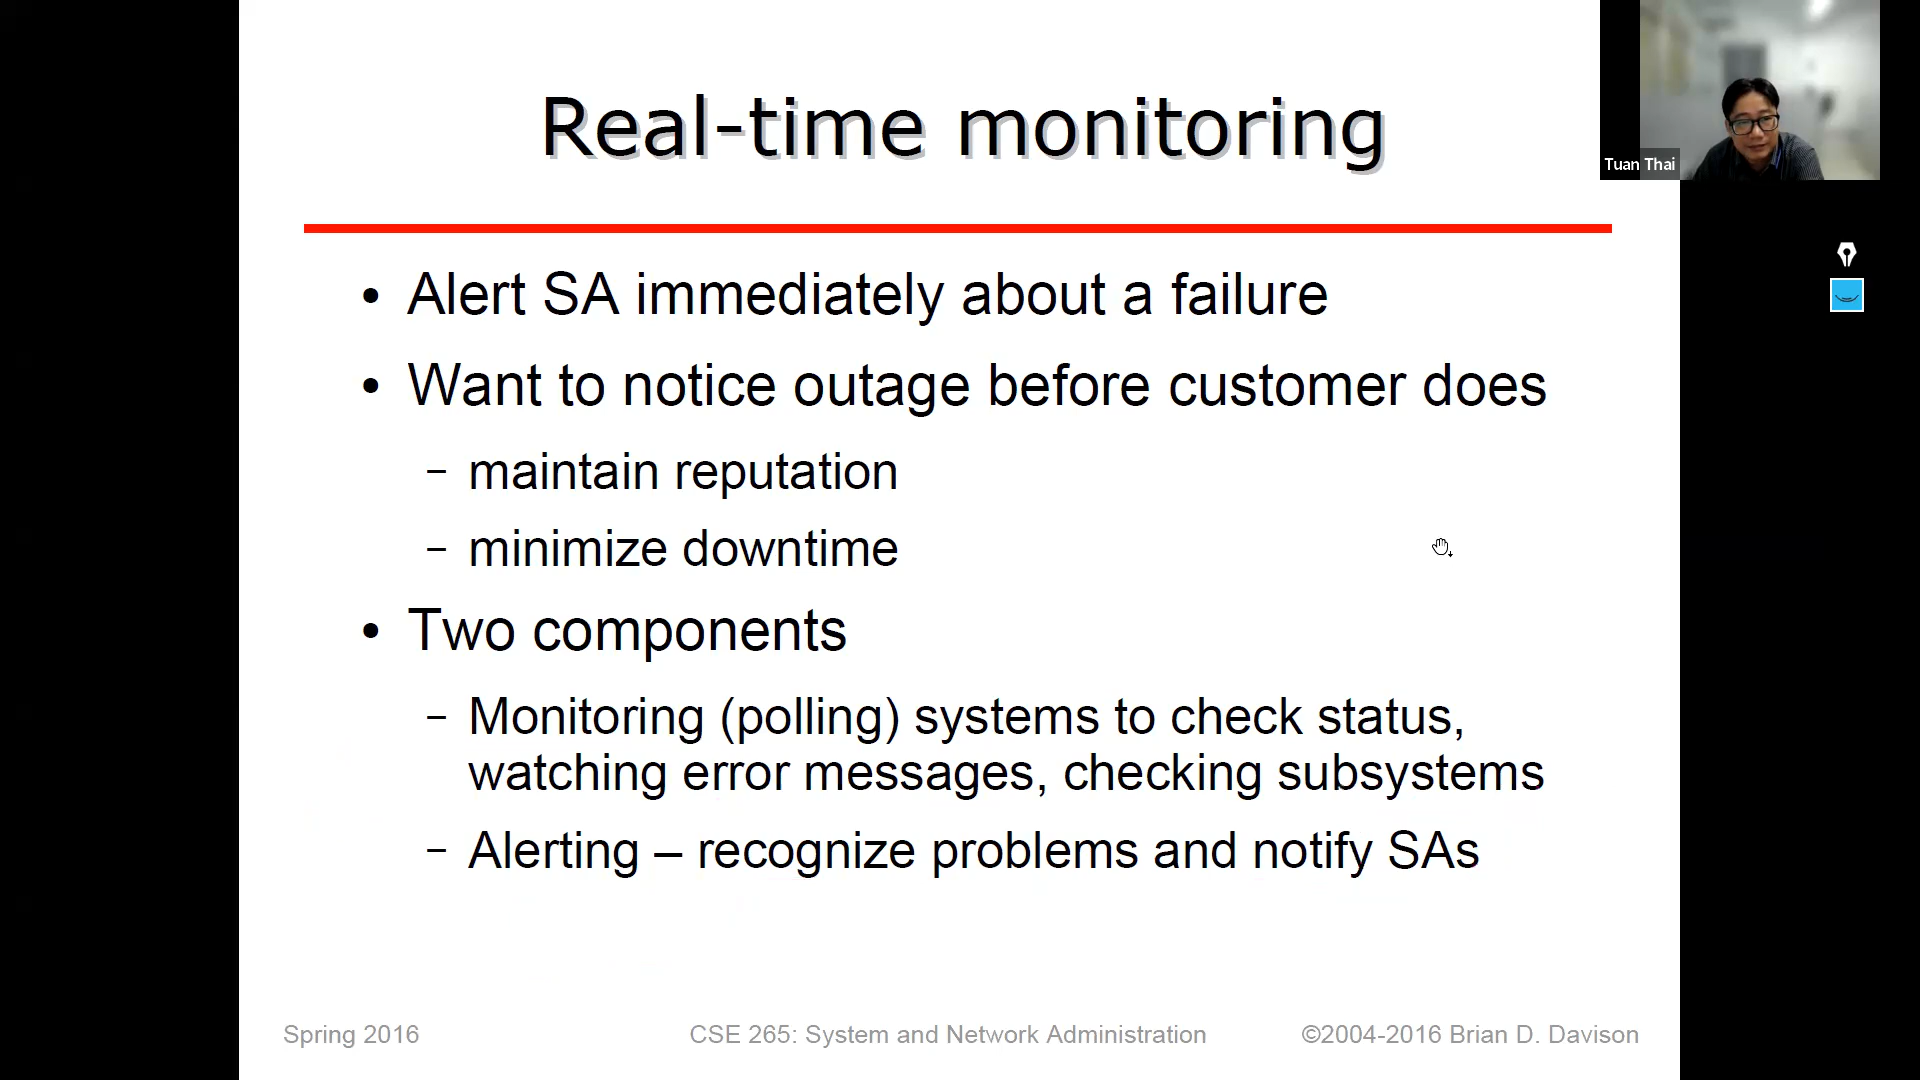 Real-time monitoring
Tuan Thai
• Alert SA immediately about a failure
• Want to notice outage before customer does
– maintain reputation
– minimize downtime
• Two components
– Monitoring (polling) systems to check status,
watching error messages, checking subsystems
– Alerting – recognize problems and notify SAs
Spring 2016
CSE 265: System and Network Administration
©2004-2016 Brian D. Davison